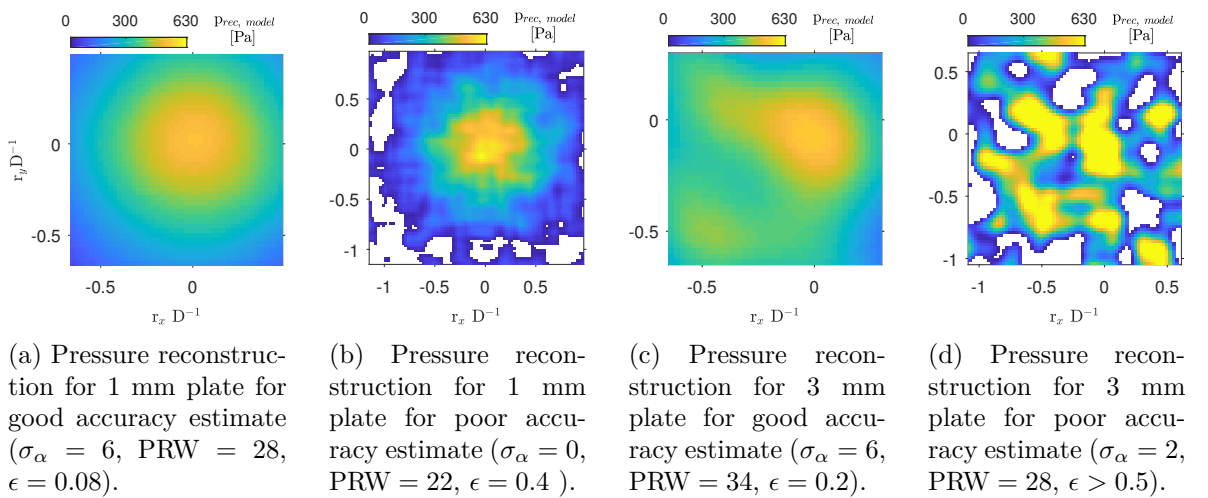 0 300 630 p_rec, model [Pa]
0 300 630 p_rec, model [Pa]
0 300 630 p_rec, model [Pa]
0 300 630 p_rec, model [Pa]
r_y D⁻¹
0
-0.5
-0.5 0
r_x D⁻¹
0.5
0
-0.5
-1
-1 -0.5 0 0.5
r_x D⁻¹
0
-0.5
-0.5 0
r_x D⁻¹
0.5
0
-0.5
-1
-1 -0.5 0 0.5
r_x D⁻¹
(a) Pressure reconstruc-
tion for 1 mm plate for
good accuracy estimate
(σ_α = 6, PRW = 28,
ϵ = 0.08).
(b) Pressure recon-
struction for 1 mm
plate for poor accu-
racy estimate (σ_α = 0,
PRW = 22, ϵ = 0.4 ).
(c) Pressure recon-
struction for 3 mm
plate for good accu-
racy estimate (σ_α = 6,
PRW = 34, ϵ = 0.2).
(d) Pressure recon-
struction for 3 mm
plate for poor accu-
racy estimate (σ_α = 2,
PRW = 28, ϵ > 0.5).